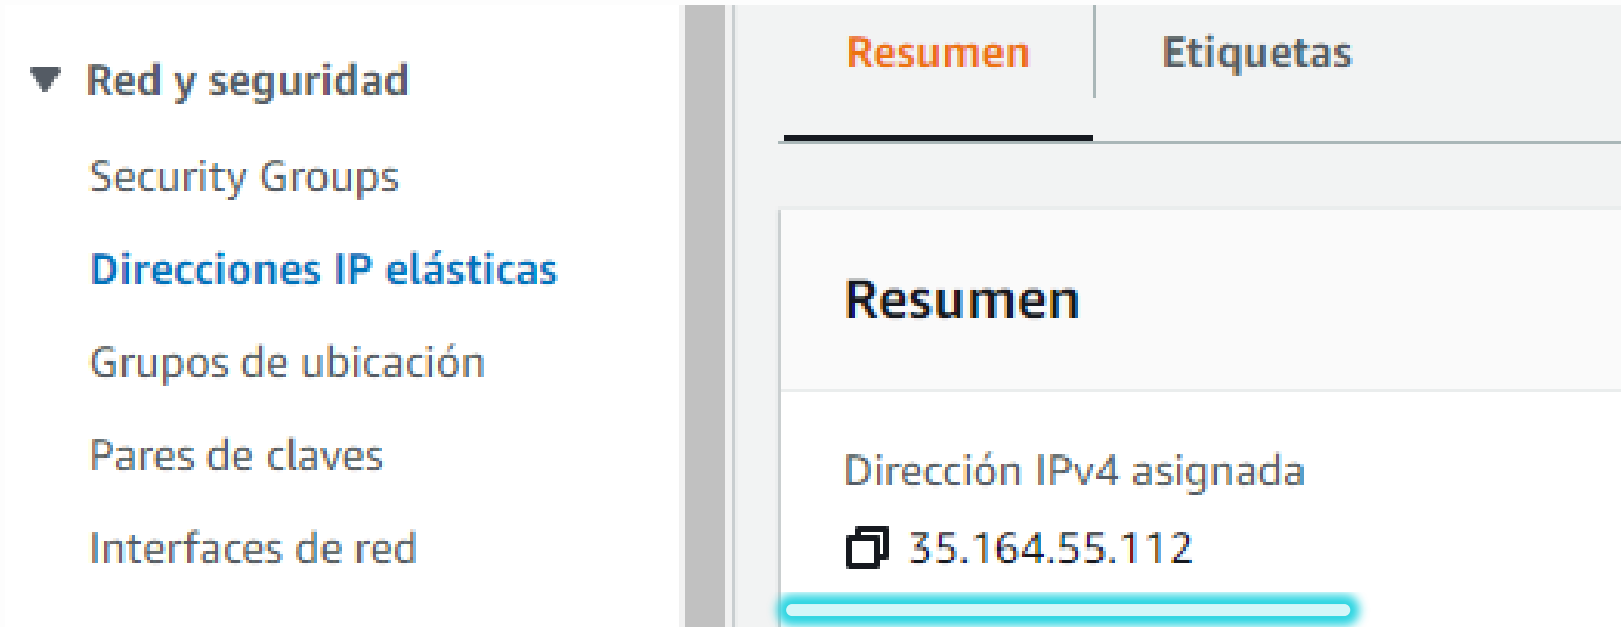 Red y seguridad
Security Groups
Direcciones IP elásticas
Grupos de ubicación
Pares de claves
Interfaces de red
Resumen
Etiquetas
Resumen
Dirección IPv4 asignada
35.164.55.112